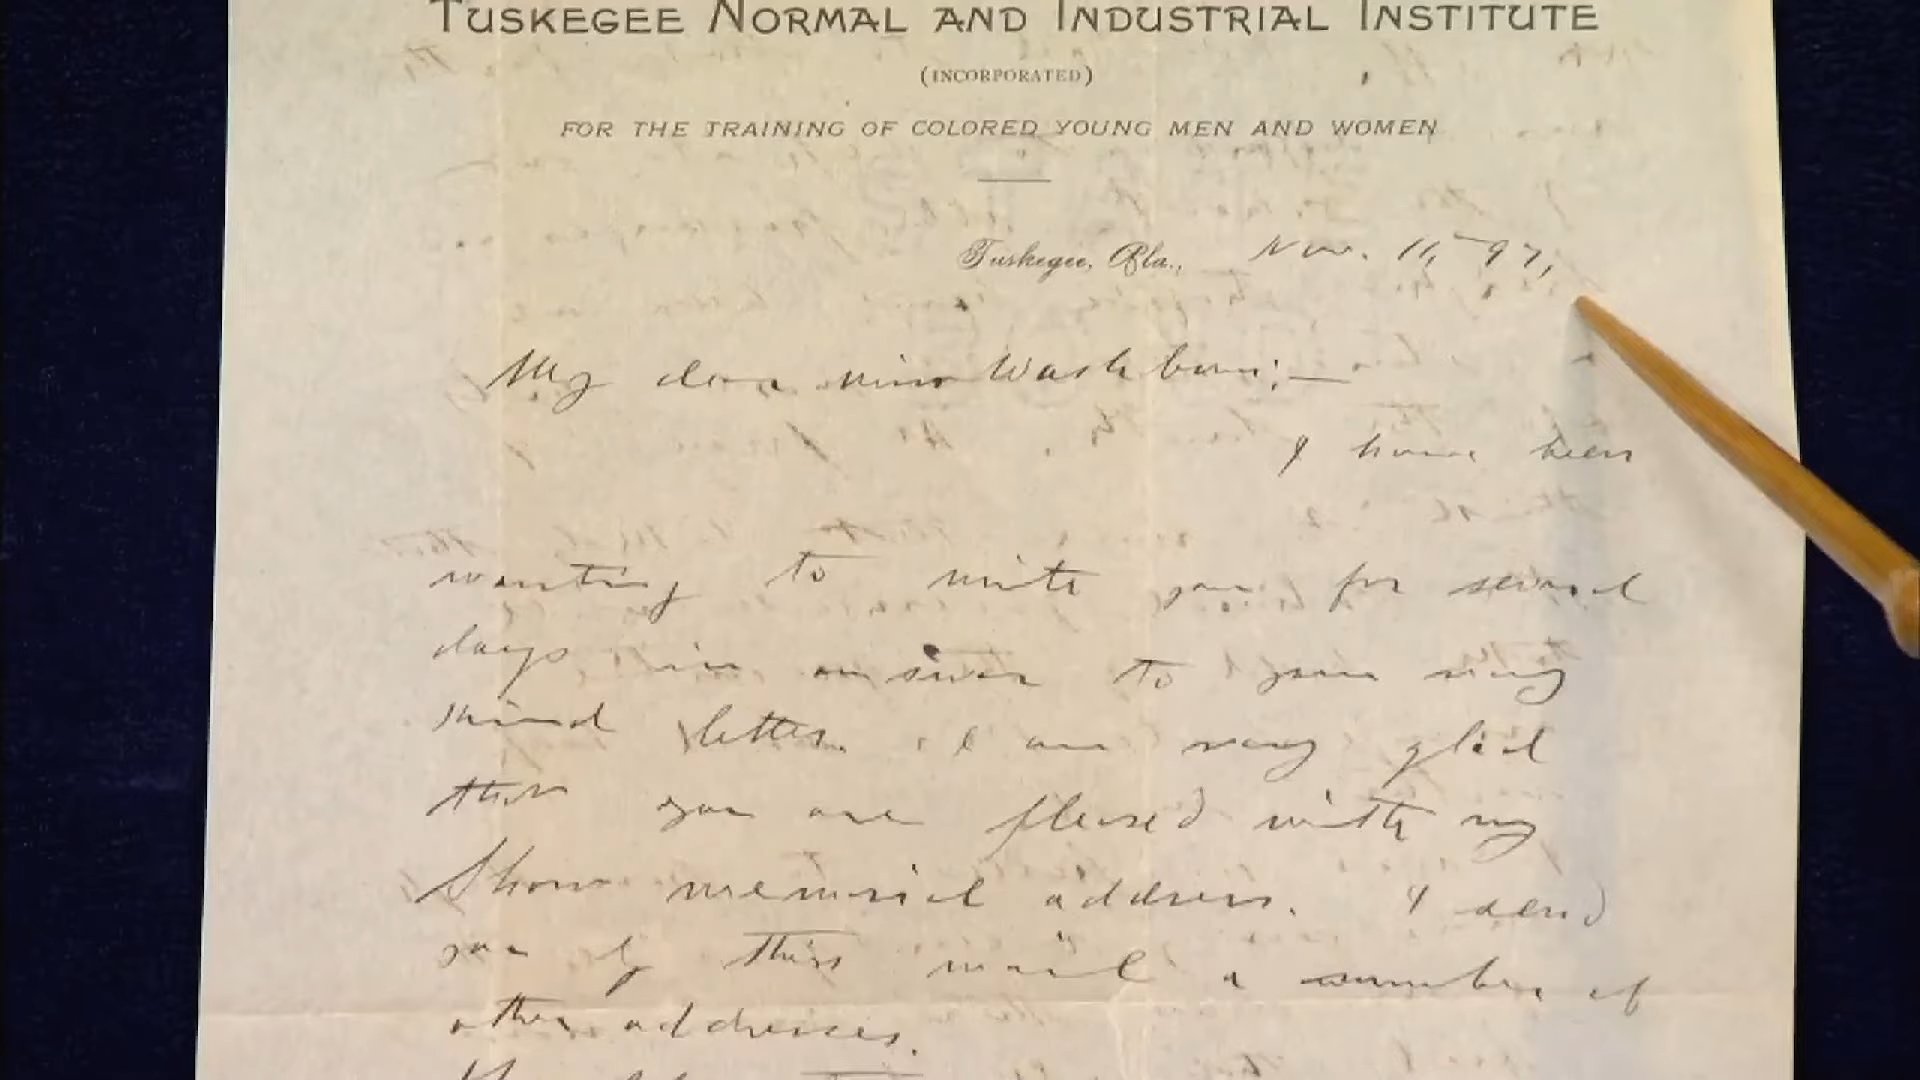 TUSKEGEE NORMAL AND INDUSTRIAL INSTITUTE
(INCORPORATED)
FOR THE TRAINING OF COLORED YOUNG MEN AND WOMEN
Tuskegee, Ala., Nov. 11, 97,
My dear miss Washburn:—
I have been
wanting to write you for several
days in answer to your very
kind letter. I am very glad
that you are pleased with my
Shaw memorial address. I send
you by this mail a number of
other addresses.